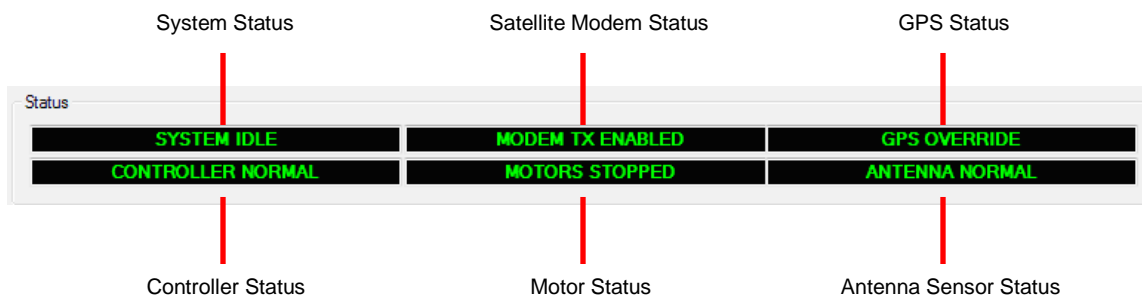 System Status Satellite Modem Status GPS Status
Status
SYSTEM IDLE MODEM TX ENABLED GPS OVERRIDE
CONTROLLER NORMAL MOTORS STOPPED ANTENNA NORMAL
Controller Status Motor Status Antenna Sensor Status